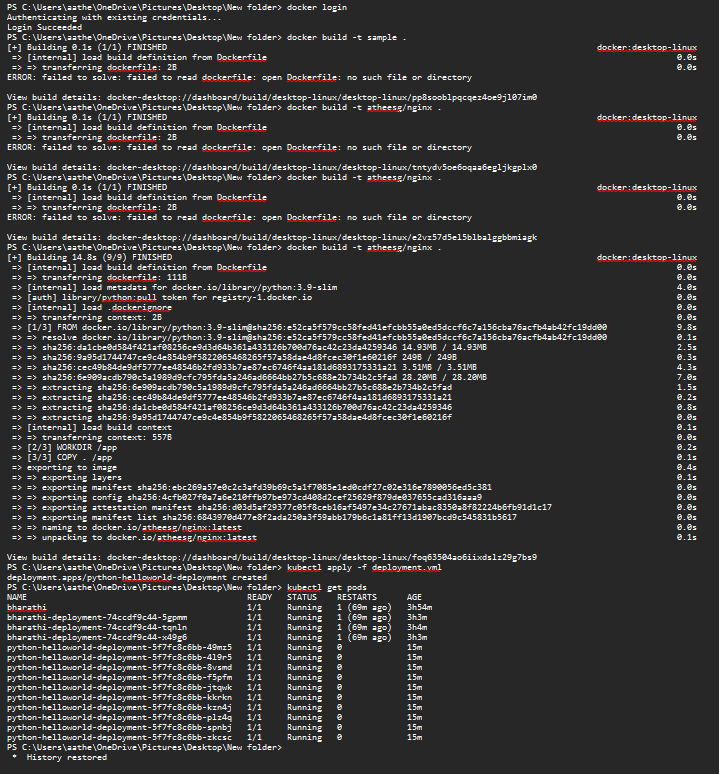 PS C:\Users\aathe\OneDrive\Pictures\Desktop\New folder> docker login
Authenticating with existing credentials...
Login Succeeded
PS C:\Users\aathe\OneDrive\Pictures\Desktop\New folder> docker build -t sample .
[+] Building 0.1s (1/1) FINISHED docker:desktop-linux
=> [internal] load build definition from Dockerfile 0.0s
=> => transferring dockerfile: 2B 0.0s
ERROR: failed to solve: failed to read dockerfile: open Dockerfile: no such file or directory
View build details: docker-desktop://dashboard/build/desktop-linux/desktop-linux/pp8sooblpqcqez4oe9jl07im0
PS C:\Users\aathe\OneDrive\Pictures\Desktop\New folder> docker build -t atheesg/nginx .
[+] Building 0.1s (1/1) FINISHED docker:desktop-linux
=> [internal] load build definition from Dockerfile 0.0s
=> => transferring dockerfile: 2B 0.0s
ERROR: failed to solve: failed to read dockerfile: open Dockerfile: no such file or directory
View build details: docker-desktop://dashboard/build/desktop-linux/desktop-linux/tntydv5oe6oqaa6egljkgplx0
PS C:\Users\aathe\OneDrive\Pictures\Desktop\New folder> docker build -t atheesg/nginx .
[+] Building 0.1s (1/1) FINISHED docker:desktop-linux
=> [internal] load build definition from Dockerfile 0.0s
=> => transferring dockerfile: 2B 0.0s
ERROR: failed to solve: failed to read dockerfile: open Dockerfile: no such file or directory
View build details: docker-desktop://dashboard/build/desktop-linux/desktop-linux/e2vz57d5el5blbalggbbmiagk
PS C:\Users\aathe\OneDrive\Pictures\Desktop\New folder> docker build -t atheesg/nginx .
[+] Building 14.8s (9/9) FINISHED docker:desktop-linux
=> [internal] load build definition from Dockerfile 0.0s
=> => transferring dockerfile: 111B 0.0s
=> [internal] load metadata for docker.io/library/python:3.9-slim 4.0s
=> [auth] library/python:pull token for registry-1.docker.io 0.0s
=> [internal] load .dockerignore 0.0s
=> => transferring context: 2B 0.0s
=> [1/3] FROM docker.io/library/python:3.9-slim@sha256:e52ca5f579cc58fed41efcbb55a0ed5dccf6c7a156cba76acfb4ab42fc19dd00 9.8s
=> => resolve docker.io/library/python:3.9-slim@sha256:e52ca5f579cc58fed41efcbb55a0ed5dccf6c7a156cba76acfb4ab42fc19dd00 0.1s
=> => sha256:da1cbe0d584f421af08256ce9d3d64b361a433126b700d76ac42c23da4259346 14.93MB / 14.93MB 2.5s
=> => sha256:9a95d1744747ce9c4e854b9f5822065468265f57a58dae4d8fcec30f1e60216f 249B / 249B 0.3s
=> => sha256:cec49b84de9df5777ee48546b2fd933b7ae87ec6746f4aa181d6893175331a21 3.51MB / 3.51MB 4.3s
=> => sha256:6e909acdb790c5a1989d9cfc795fda5a246ad6664bb27b5c688e2b734b2c5fad 28.20MB / 28.20MB 7.0s
=> => extracting sha256:6e909acdb790c5a1989d9cfc795fda5a246ad6664bb27b5c688e2b734b2c5fad 1.5s
=> => extracting sha256:cec49b84de9df5777ee48546b2fd933b7ae87ec6746f4aa181d6893175331a21 0.2s
=> => extracting sha256:da1cbe0d584f421af08256ce9d3d64b361a433126b700d76ac42c23da4259346 0.8s
=> => extracting sha256:9a95d1744747ce9c4e854b9f5822065468265f57a58dae4d8fcec30f1e60216f 0.0s
=> [internal] load build context 0.1s
=> => transferring context: 557B 0.0s
=> [2/3] WORKDIR /app 0.2s
=> [3/3] COPY . /app 0.1s
=> exporting to image 0.4s
=> => exporting layers 0.1s
=> => exporting manifest sha256:ebc269a57e0c2c3afd39b69c5a1f7085e1ed0cdf27c02e316e7890056ed5c381 0.0s
=> => exporting config sha256:4cfb027f0a7a6e210ffb97be973cd408d2cef25629f879de037655cad316aaa9 0.0s
=> => exporting attestation manifest sha256:d03d5af29377c05f8ceb16af5497e34c27671abac8350a8f82224b6fb91d1c17 0.0s
=> => exporting manifest list sha256:6843970d477e8f2ada250a3f59abb179b6c1a81ff13d1907bcd9c545831b5617 0.0s
=> => naming to docker.io/atheesg/nginx:latest 0.0s
=> => unpacking to docker.io/atheesg/nginx:latest 0.1s
View build details: docker-desktop://dashboard/build/desktop-linux/desktop-linux/foq63504ao6iixdslz29g7bs9
PS C:\Users\aathe\OneDrive\Pictures\Desktop\New folder> kubectl apply -f deployment.yml
deployment.apps/python-helloworld-deployment created
PS C:\Users\aathe\OneDrive\Pictures\Desktop\New folder> kubectl get pods
NAME READY STATUS RESTARTS AGE
bharathi 1/1 Running 1 (69m ago) 3h54m
bharathi-deployment-74ccdf9c44-5gpmm 1/1 Running 1 (69m ago) 3h3m
bharathi-deployment-74ccdf9c44-tqnln 1/1 Running 1 (69m ago) 3h4m
bharathi-deployment-74ccdf9c44-x49g6 1/1 Running 1 (69m ago) 3h3m
python-helloworld-deployment-5f7fc8c6bb-49mz5 1/1 Running 0 15m
python-helloworld-deployment-5f7fc8c6bb-4l9r5 1/1 Running 0 15m
python-helloworld-deployment-5f7fc8c6bb-8vsmd 1/1 Running 0 15m
python-helloworld-deployment-5f7fc8c6bb-f5pfm 1/1 Running 0 15m
python-helloworld-deployment-5f7fc8c6bb-jtqwk 1/1 Running 0 15m
python-helloworld-deployment-5f7fc8c6bb-kkrkn 1/1 Running 0 15m
python-helloworld-deployment-5f7fc8c6bb-kzn4j 1/1 Running 0 15m
python-helloworld-deployment-5f7fc8c6bb-plz4q 1/1 Running 0 15m
python-helloworld-deployment-5f7fc8c6bb-spnbj 1/1 Running 0 15m
python-helloworld-deployment-5f7fc8c6bb-zkcsc 1/1 Running 0 15m
PS C:\Users\aathe\OneDrive\Pictures\Desktop\New folder>
* History restored